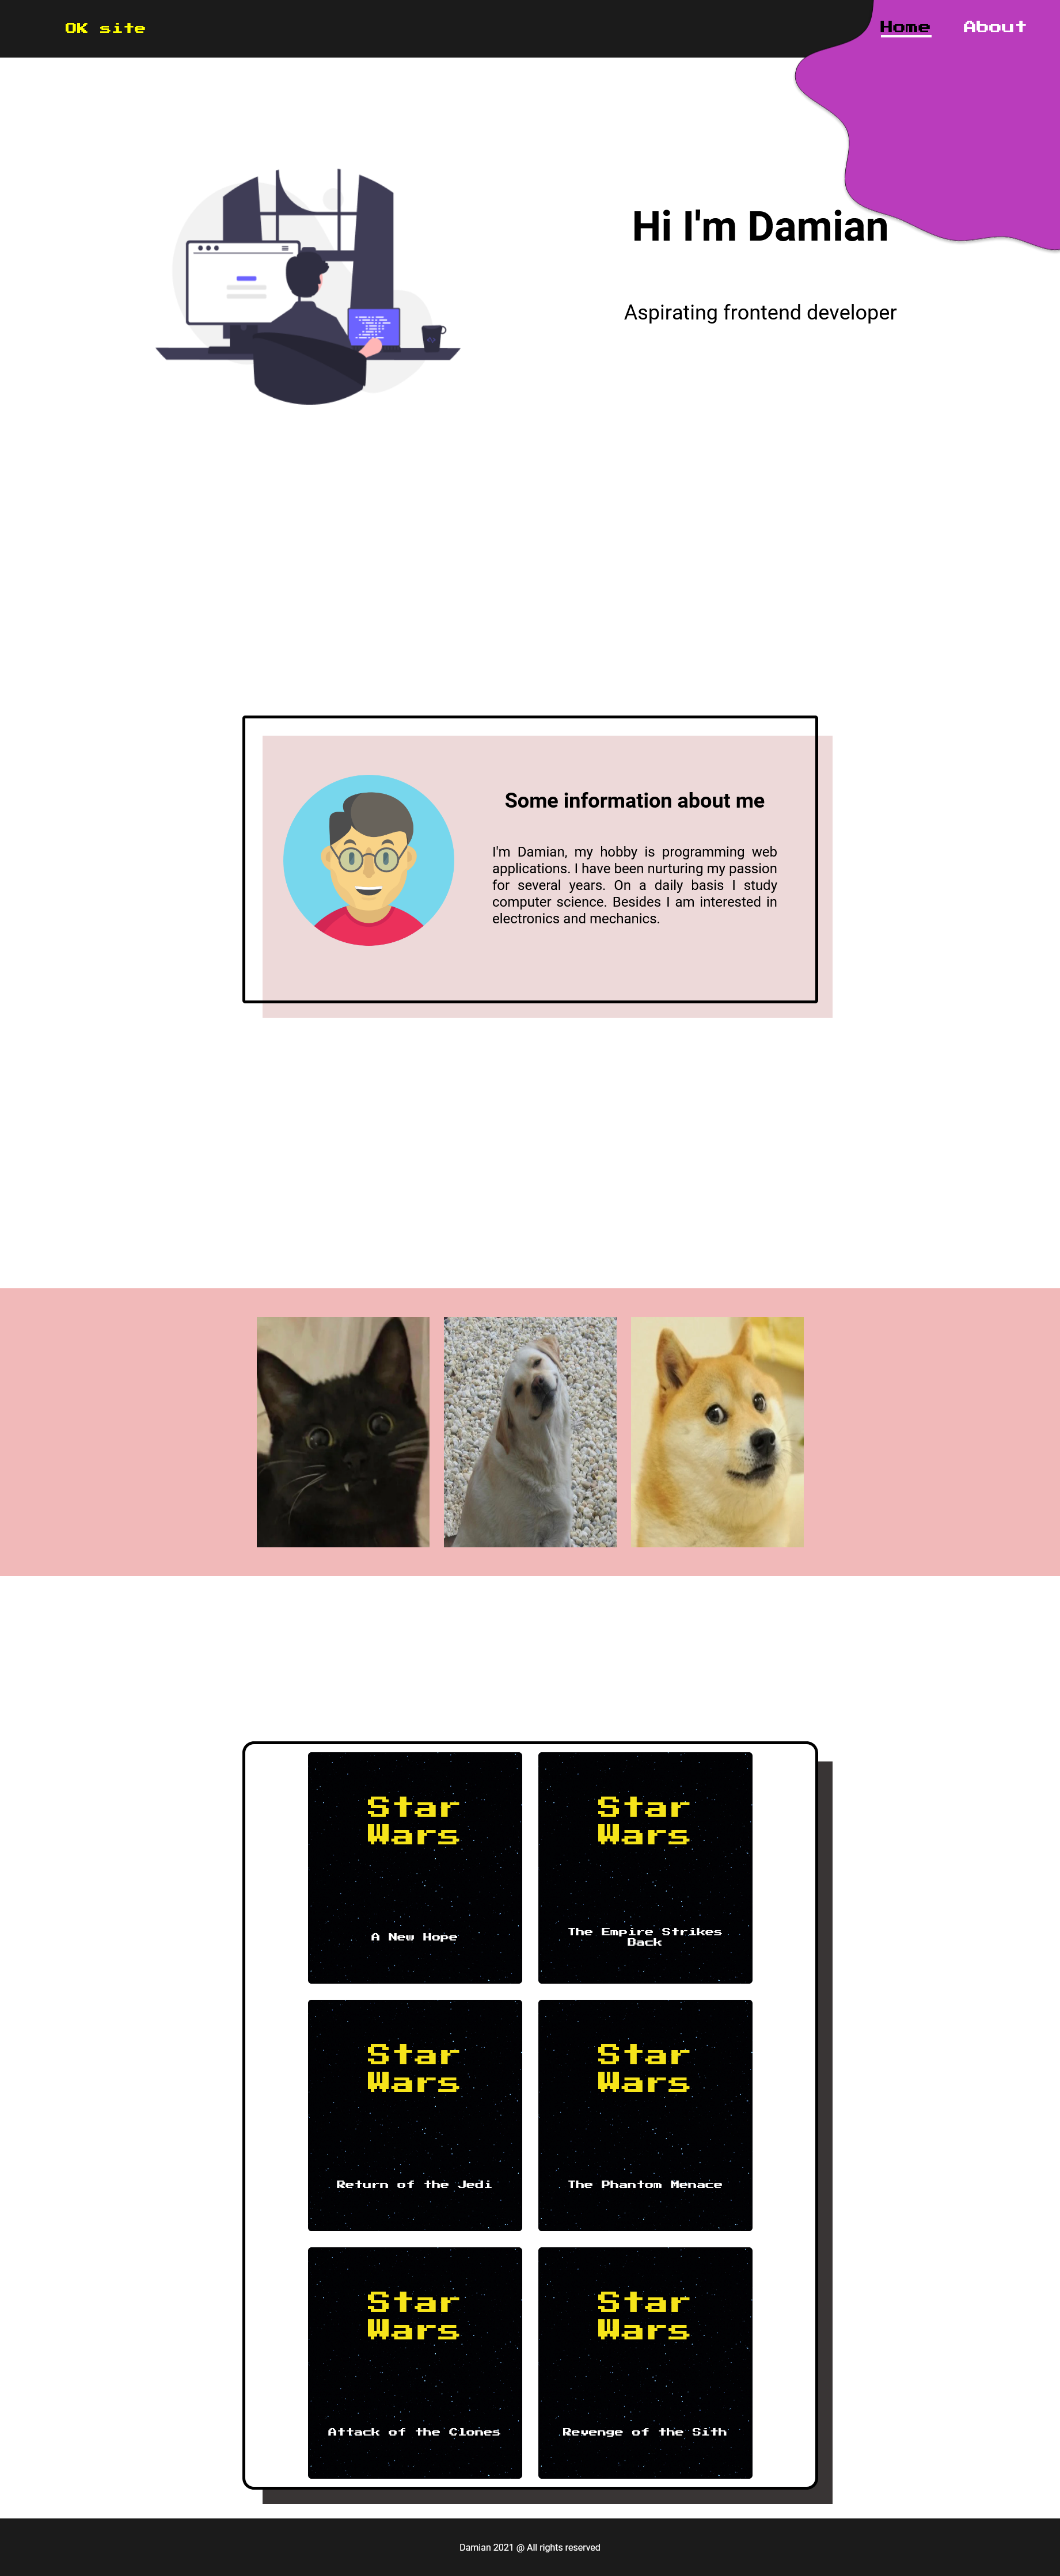 OK site
Home
About
Hi I'm Damian
Aspirating frontend developer
Some information about me
I'm Damian, my hobby is programming web
applications. I have been nurturing my passion
for several years. On a daily basis I study
computer science. Besides I am interested in
electronics and mechanics.
Star
Wars
A New Hope
Star
Wars
The Empire Strikes
Back
Star
Wars
Return of the Jedi
Star
Wars
The Phantom Menace
Star
Wars
Attack of the Clones
Star
Wars
Revenge of the Sith
Damian 2021 @ All rights reserved